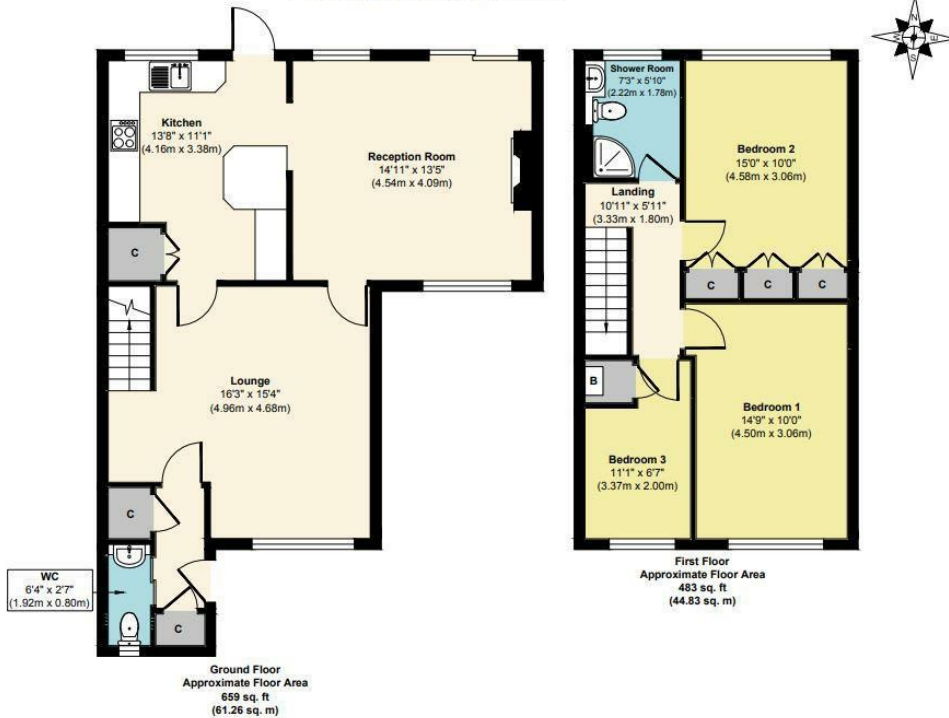 N
W
E
S
Kitchen
13'8" x 11'1"
(4.16m x 3.38m)
Reception Room
14'11" x 13'5"
(4.54m x 4.09m)
C
Lounge
16'3" x 15'4"
(4.96m x 4.68m)
C
WC
6'4" x 2'7"
(1.92m x 0.80m)
C
Ground Floor
Approximate Floor Area
659 sq. ft
(61.26 sq. m)
Shower Room
7'3" x 5'10"
(2.22m x 1.78m)
Bedroom 2
15'0" x 10'0"
(4.58m x 3.06m)
Landing
10'11" x 5'11"
(3.33m x 1.80m)
C
C
C
B
Bedroom 1
14'9" x 10'0"
(4.50m x 3.06m)
Bedroom 3
11'1" x 6'7"
(3.37m x 2.00m)
First Floor
Approximate Floor Area
483 sq. ft
(44.83 sq. m)